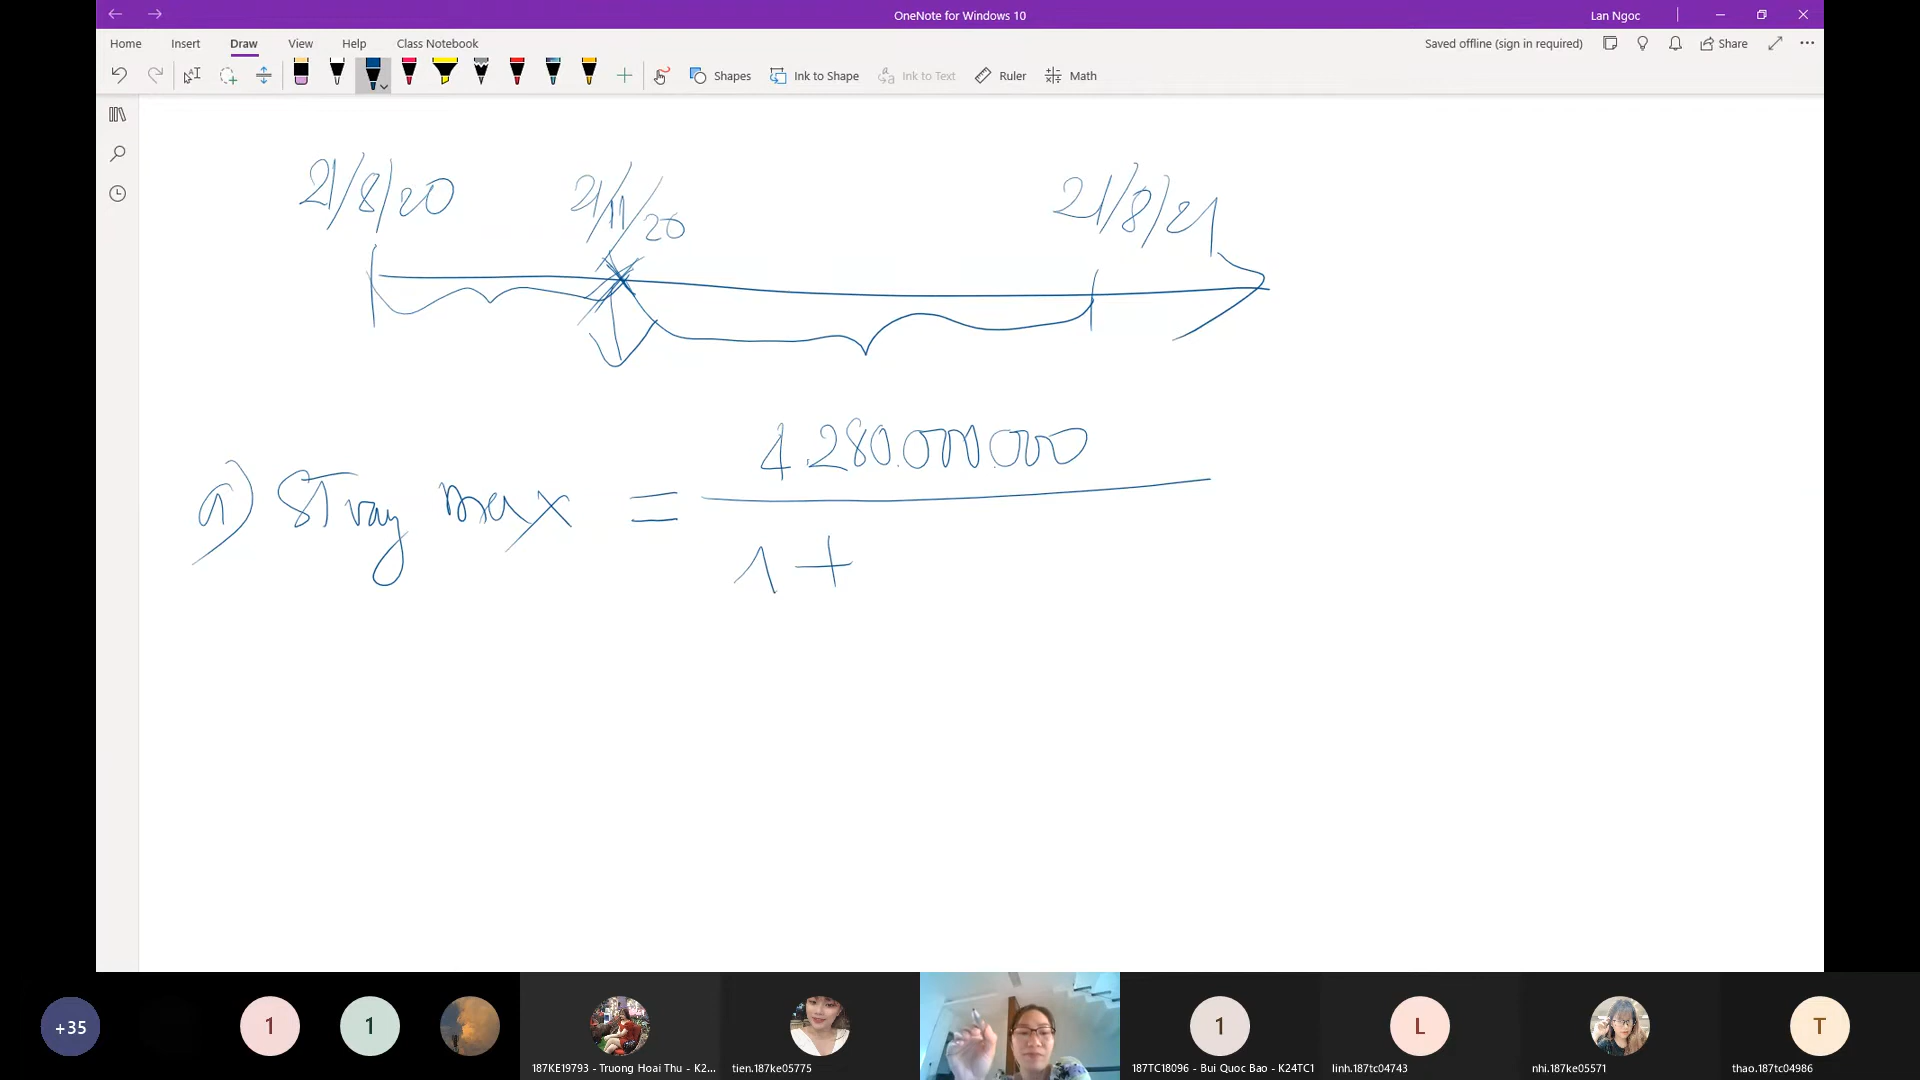 OneNote for Windows 10
Lan Ngoc
Home Insert Draw View Help Class Notebook
Saved offline (sign in required) Share
Shapes Ink to Shape Ink to Text Ruler Math
21/8/20 21/11/20 21/8/21
4.280.000.000
a) ST vay max =
1 +
+35 1 1 1 L T
187KE19793 - Truong Hoai Thu - K2... tien.187ke05775 187TC18096 - Bui Quoc Bao - K24TC1 linh.187tc04743 nhi.187ke05571 thao.187tc04986